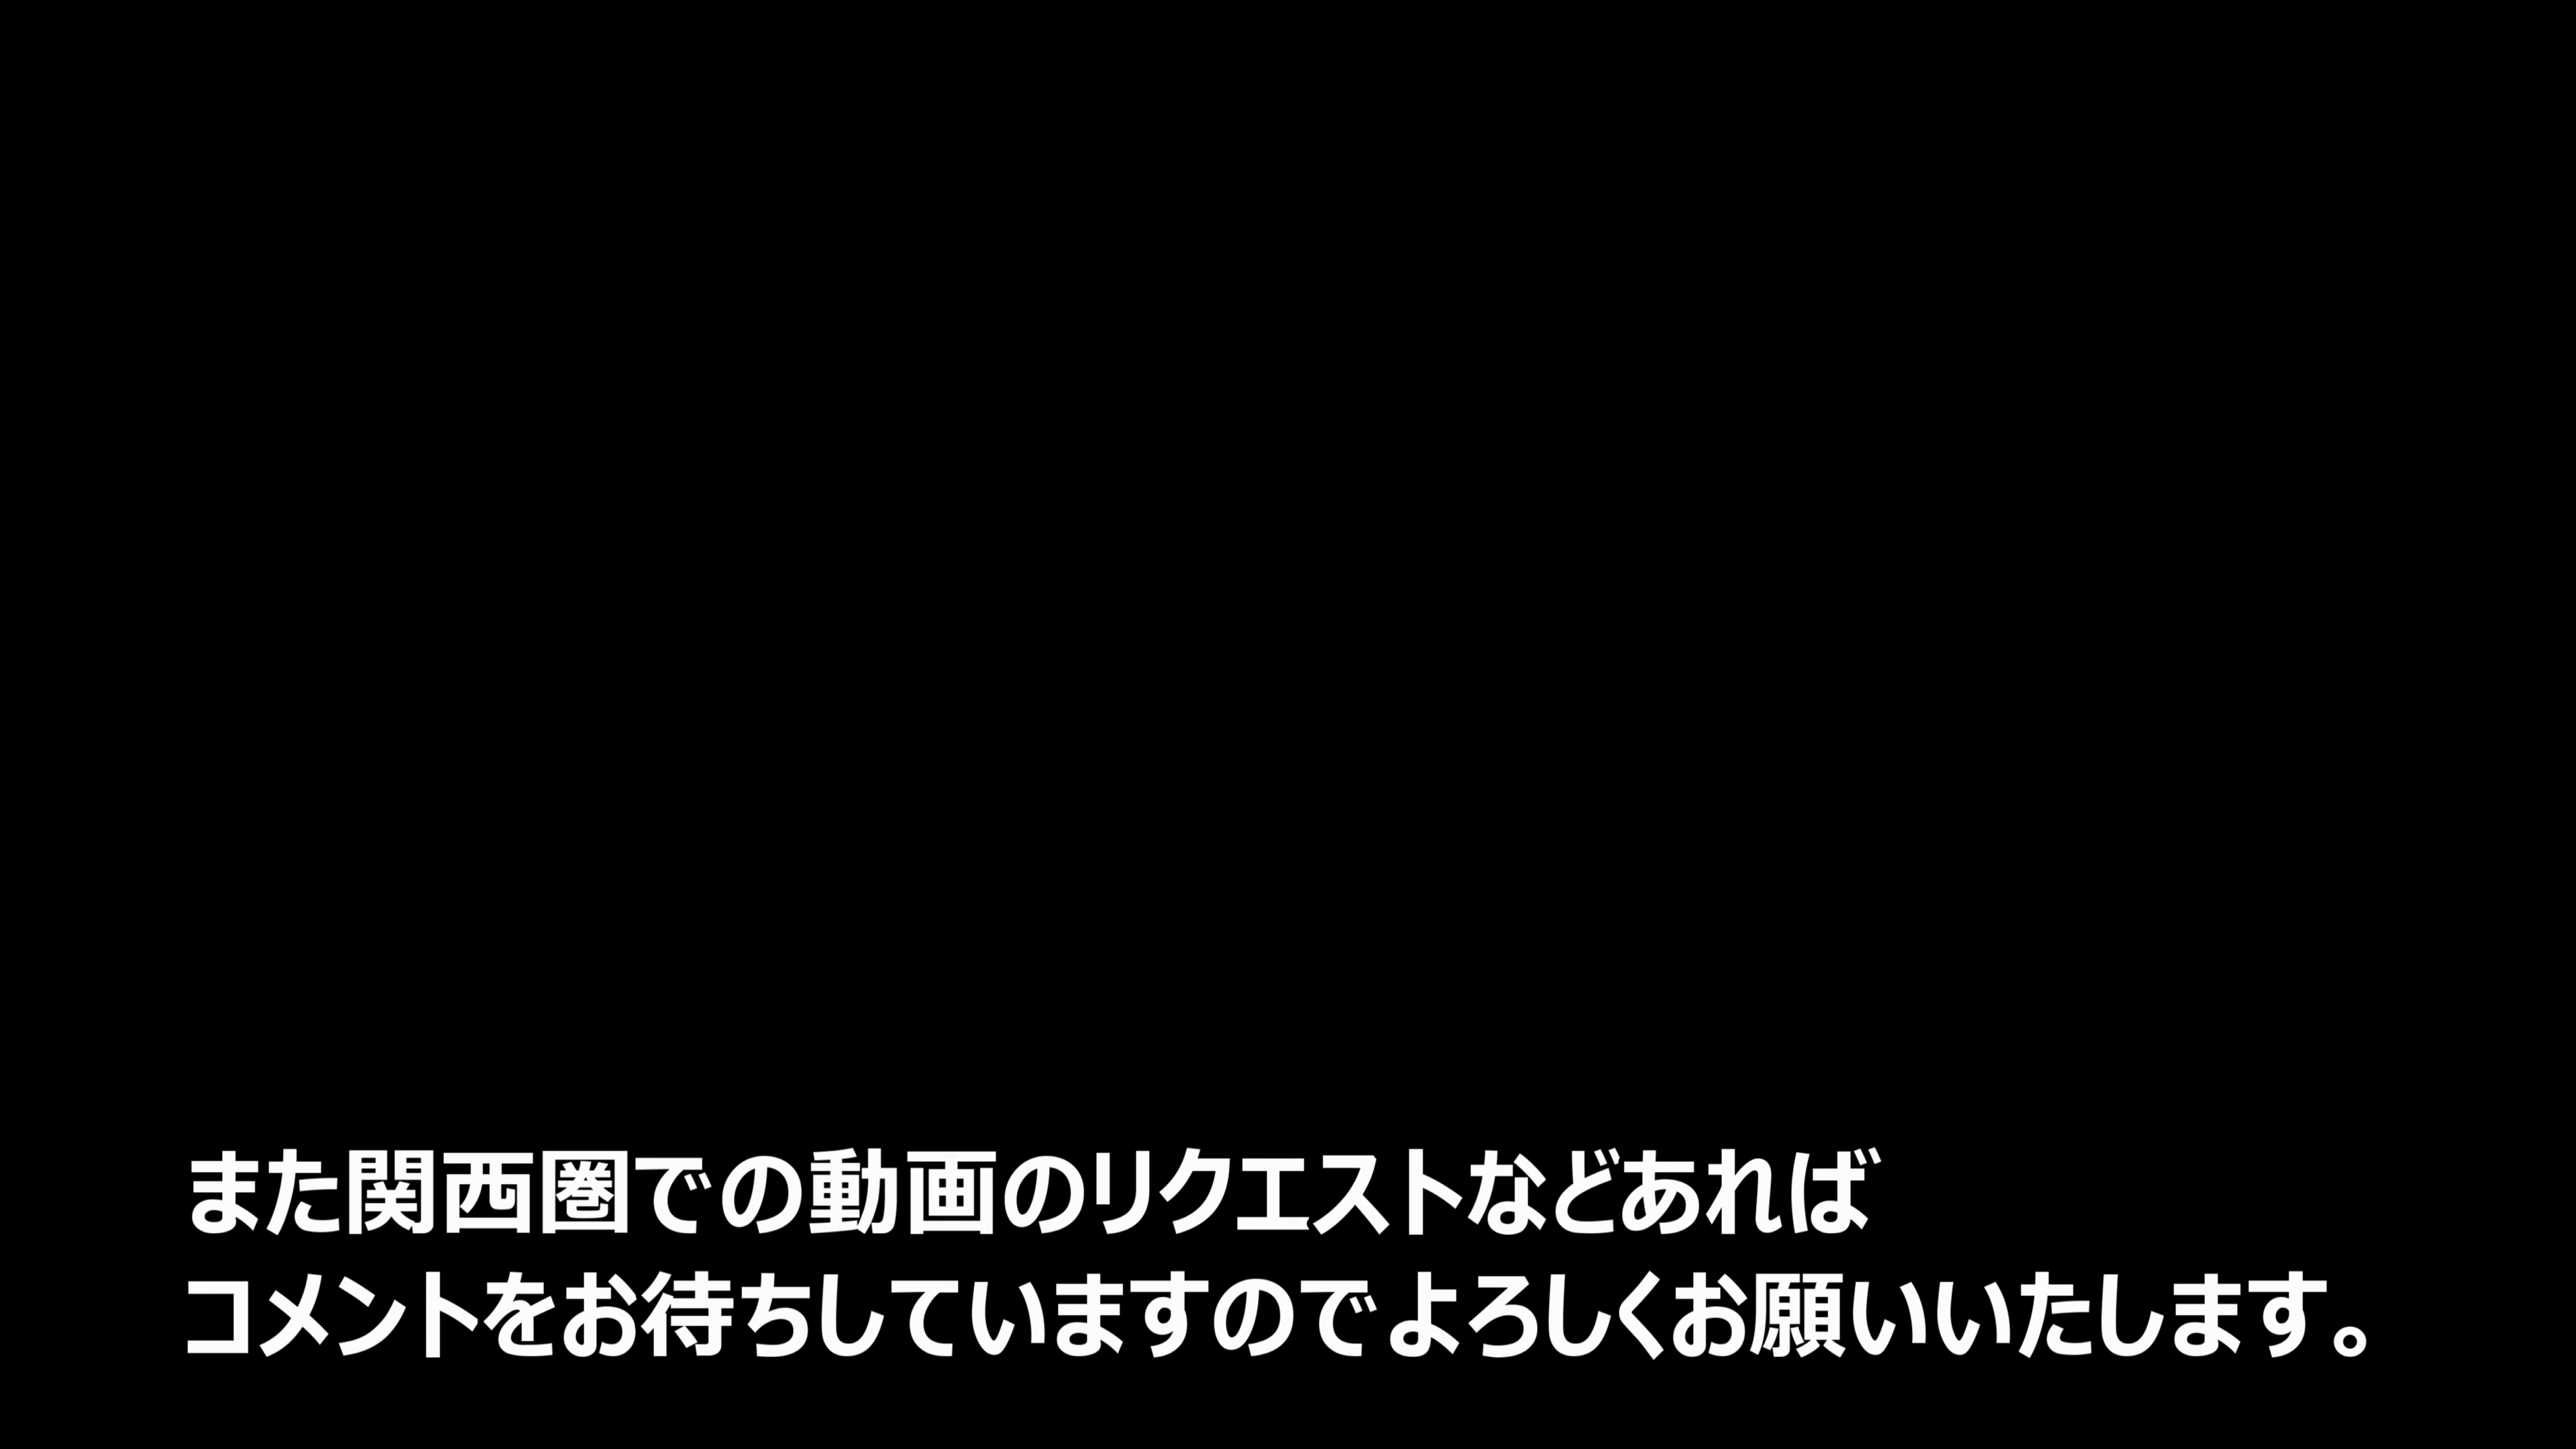 また関西圏での動画のリクエストなどあれば
コメントをお待ちしていますのでよろしくお願いいたします。